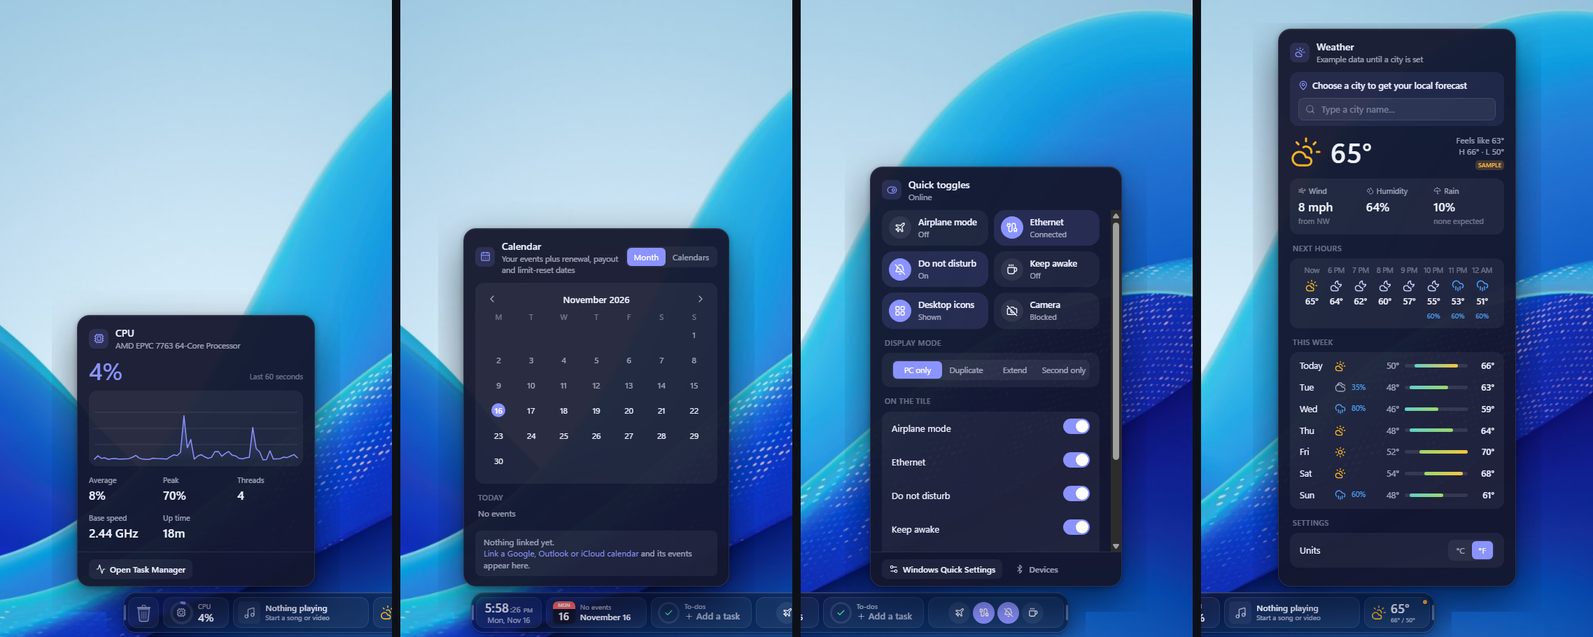 CPU
AMD EPYC 7763 64-Core Processor
4%
Last 60 seconds
Average Peak Threads
8% 70% 4
Base speed Up time
2.44 GHz 18m
Open Task Manager
CPU
4%
Nothing playing
Start a song or video
Calendar
Your events plus renewal, payout
and limit-reset dates
Month Calendars
November 2026
M T W T F S S
1
2 3 4 5 6 7 8
9 10 11 12 13 14 15
16 17 18 19 20 21 22
23 24 25 26 27 28 29
30
TODAY
No events
Nothing linked yet.
Link a Google, Outlook or iCloud calendar and its events
appear here.
5:58:26 PM
Mon, Nov 16
MON
16
No events
November 16
To-dos
+ Add a task
Quick toggles
Online
Airplane mode
Off
Ethernet
Connected
Do not disturb
On
Keep awake
Off
Desktop icons
Shown
Camera
Blocked
DISPLAY MODE
PC only Duplicate Extend Second only
ON THE TILE
Airplane mode
Ethernet
Do not disturb
Keep awake
Windows Quick Settings Devices
s
To-dos
+ Add a task
Weather
Example data until a city is set
Choose a city to get your local forecast
Type a city name...
65°
Feels like 63°
H 66° · L 50°
SAMPLE
Wind Humidity Rain
8 mph 64% 10%
from NW none expected
NEXT HOURS
Now 6 PM 7 PM 8 PM 9 PM 10 PM 11 PM 12 AM
65° 64° 62° 60° 57° 55° 53° 51°
60% 60% 60%
THIS WEEK
Today 50° 66°
Tue 35% 48° 63°
Wed 80% 46° 59°
Thu 48° 64°
Fri 52° 70°
Sat 54° 68°
Sun 60% 48° 61°
SETTINGS
Units °C °F
%
Nothing playing
Start a song or video
65°
66° / 50°